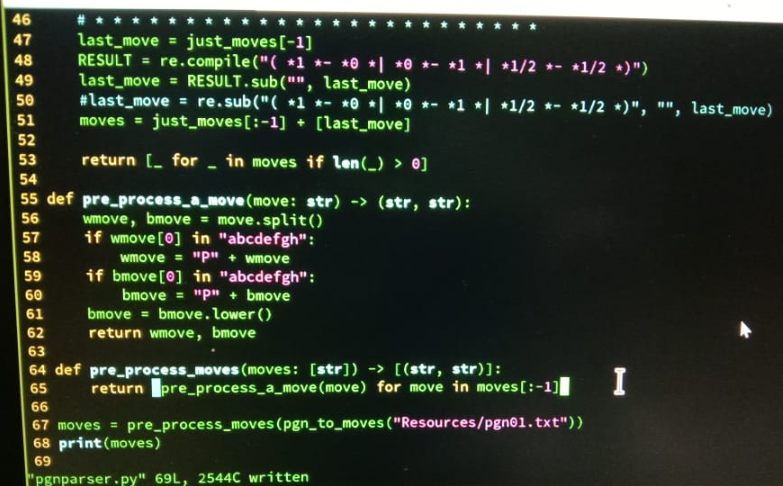 46 # * * * * * * * * * * * * * * * * * * * * * * * * * *
47 last_move = just_moves[-1]
48 RESULT = re.compile("( *1 *- *0 *| *0 *- *1 *| *1/2 *- *1/2 *)")
49 last_move = RESULT.sub("", last_move)
50 #last_move = re.sub("( *1 *- *0 *| *0 *- *1 *| *1/2 *- *1/2 *)", "", last_move)
51 moves = just_moves[:-1] + [last_move]
52
53 return [_ for _ in moves if len(_) > 0]
54
55 def pre_process_a_move(move: str) -> (str, str):
56 wmove, bmove = move.split()
57 if wmove[0] in "abcdefgh":
58 wmove = "P" + wmove
59 if bmove[0] in "abcdefgh":
60 bmove = "P" + bmove
61 bmove = bmove.lower()
62 return wmove, bmove
63
64 def pre_process_moves(moves: [str]) -> [(str, str)]:
65 return [pre_process_a_move(move) for move in moves[:-1]]
66
67 moves = pre_process_moves(pgn_to_moves("Resources/pgn01.txt"))
68 print(moves)
69
"pgnparser.py" 69L, 2544C written